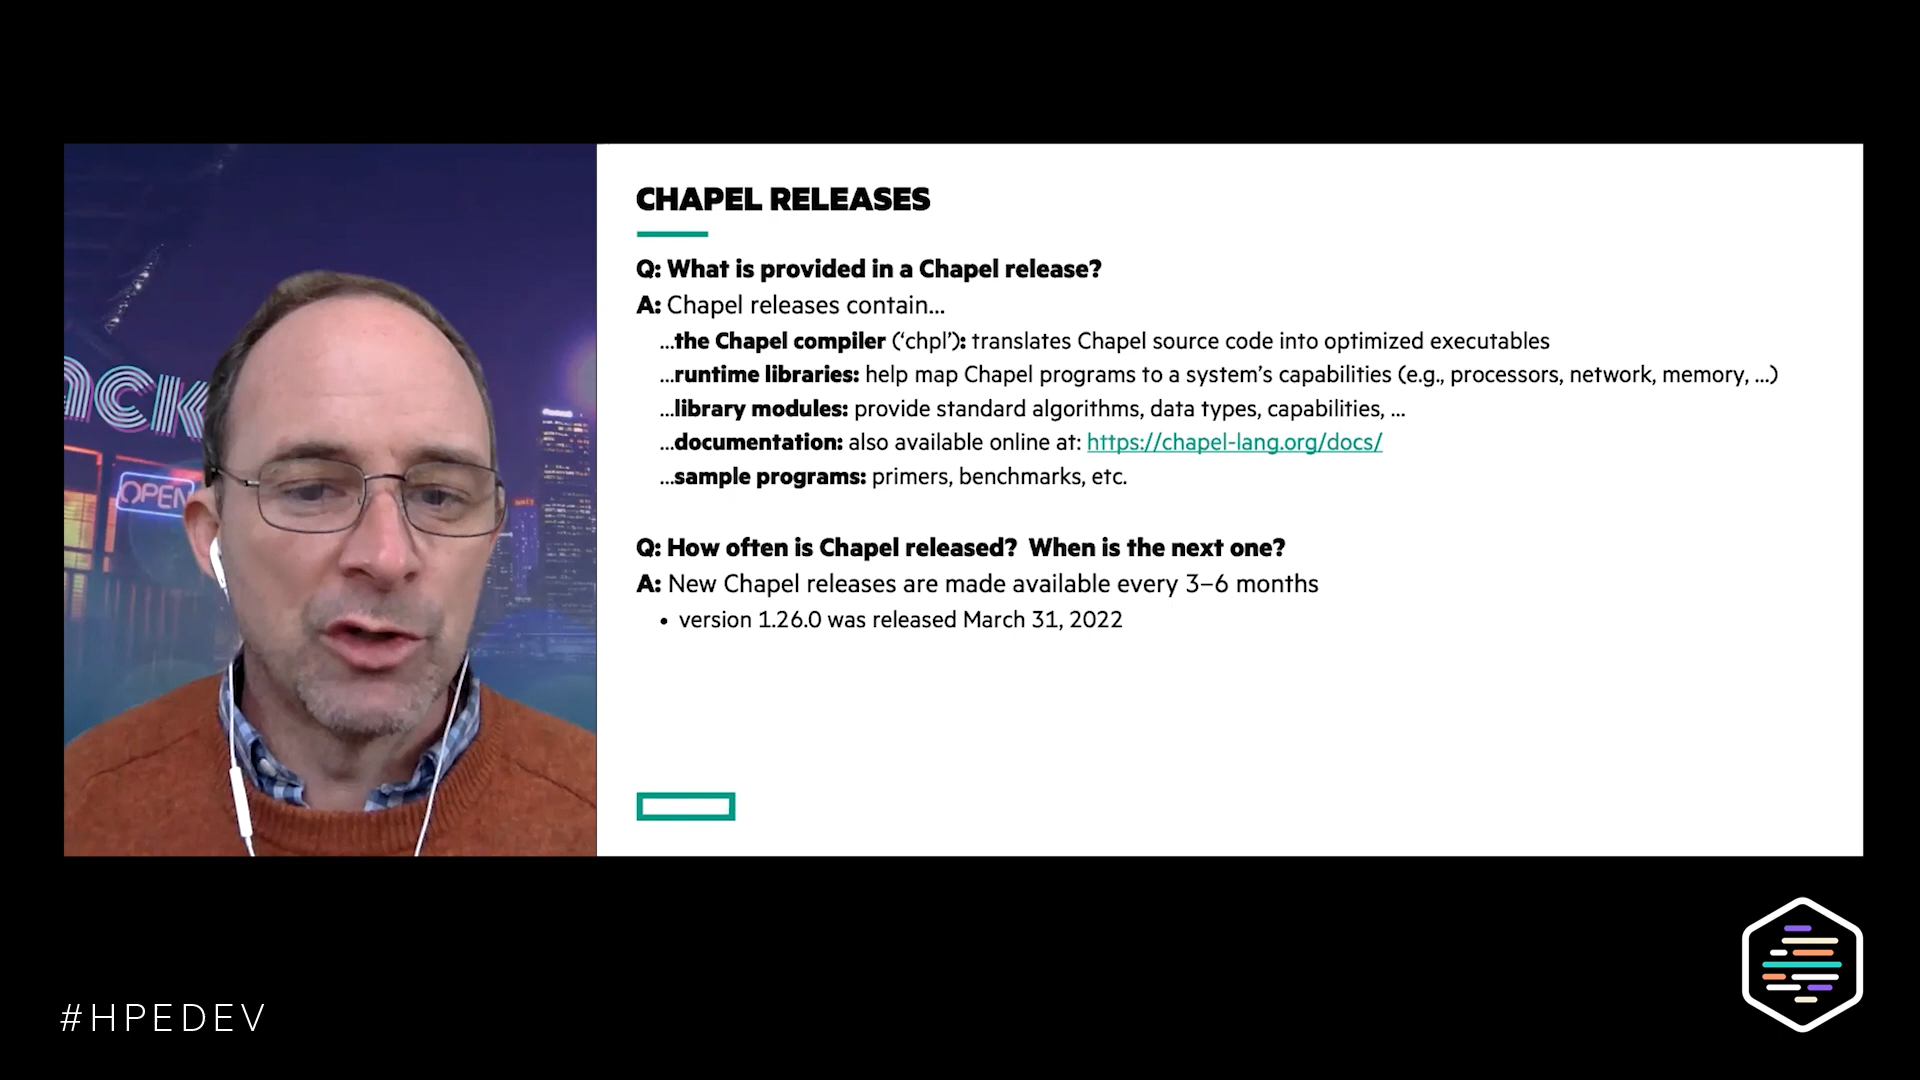 CHAPEL RELEASES
Q: What is provided in a Chapel release?
A: Chapel releases contain...
...the Chapel compiler (‘chpl’): translates Chapel source code into optimized executables
...runtime libraries: help map Chapel programs to a system’s capabilities (e.g., processors, network, memory, ...)
...library modules: provide standard algorithms, data types, capabilities, ...
...documentation: also available online at: https://chapel-lang.org/docs/
...sample programs: primers, benchmarks, etc.
Q: How often is Chapel released?  When is the next one?
A: New Chapel releases are made available every 3–6 months
• version 1.26.0 was released March 31, 2022
OPEN
#HPEDEV